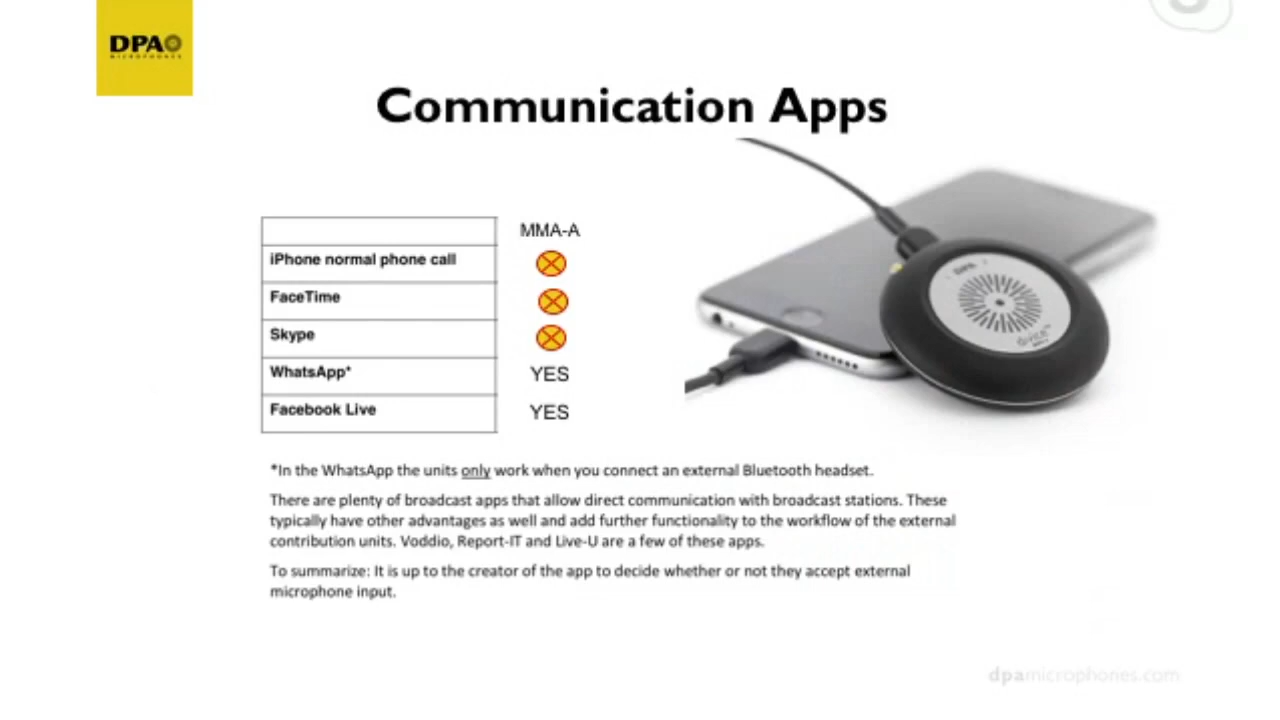 DPA
MICROPHONES
Communication Apps
MMA-A
iPhone normal phone call
FaceTime
Skype
WhatsApp* YES
Facebook Live YES
DPA
d:vice™
*In the WhatsApp the units only work when you connect an external Bluetooth headset.
There are plenty of broadcast apps that allow direct communication with broadcast stations. These
typically have other advantages as well and add further functionality to the workflow of the external
contribution units. Voddio, Report-IT and Live-U are a few of these apps.
To summarize: It is up to the creator of the app to decide whether or not they accept external
microphone input.
dpamicrophones.com